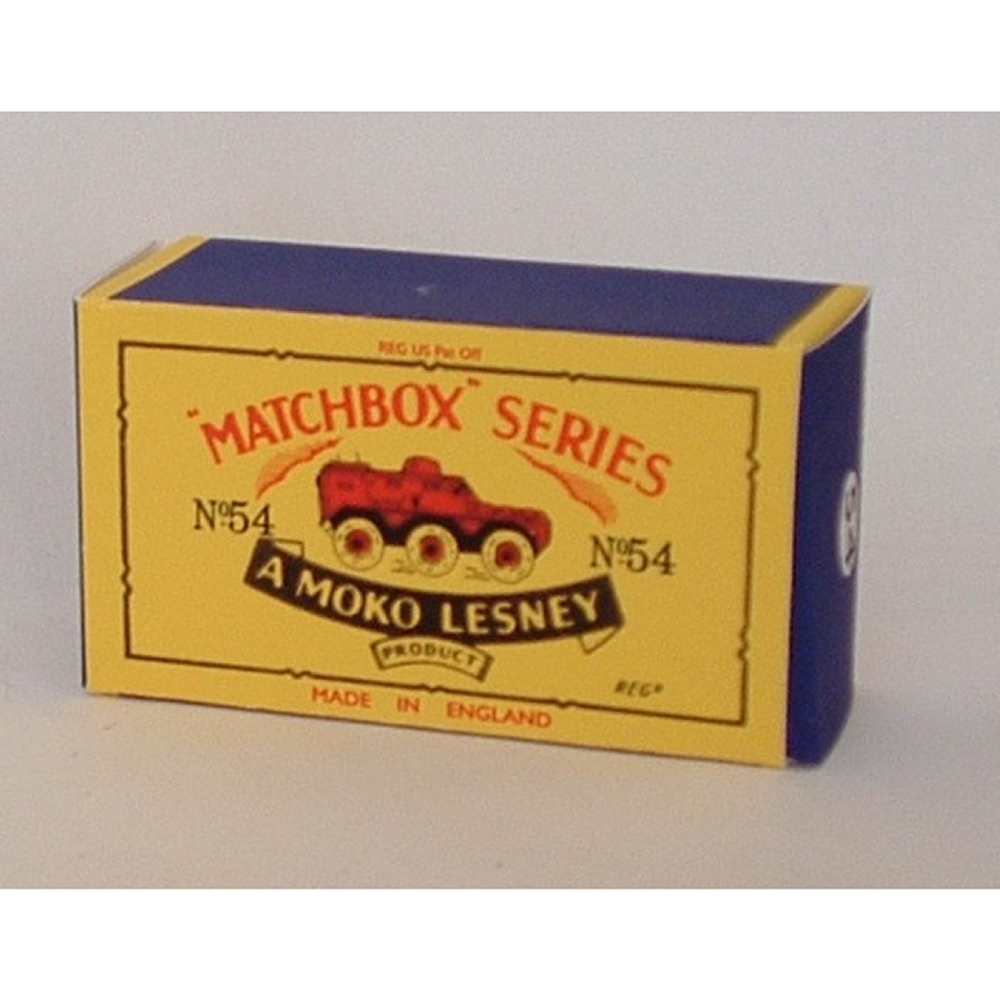 REG US Pat Off
"MATCHBOX" SERIES
Nº54
Nº54
A MOKO LESNEY
PRODUCT
REGD
MADE IN ENGLAND